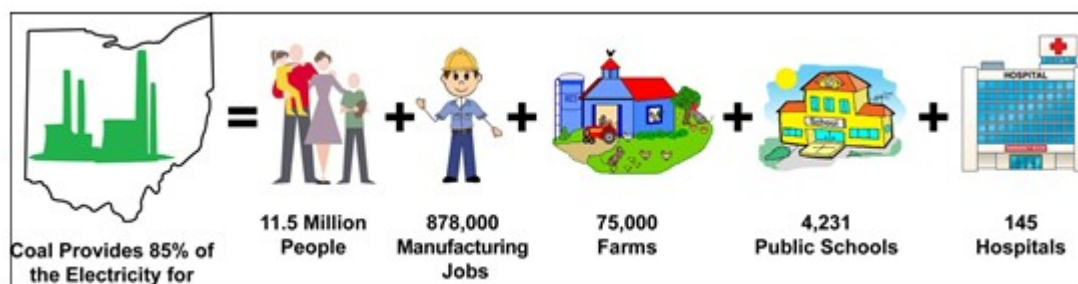 Coal Provides 85% of
the Electricity for
=
11.5 Million
People
+
878,000
Manufacturing
Jobs
+
75,000
Farms
+
School
4,231
Public Schools
+
HOSPITAL
145
Hospitals